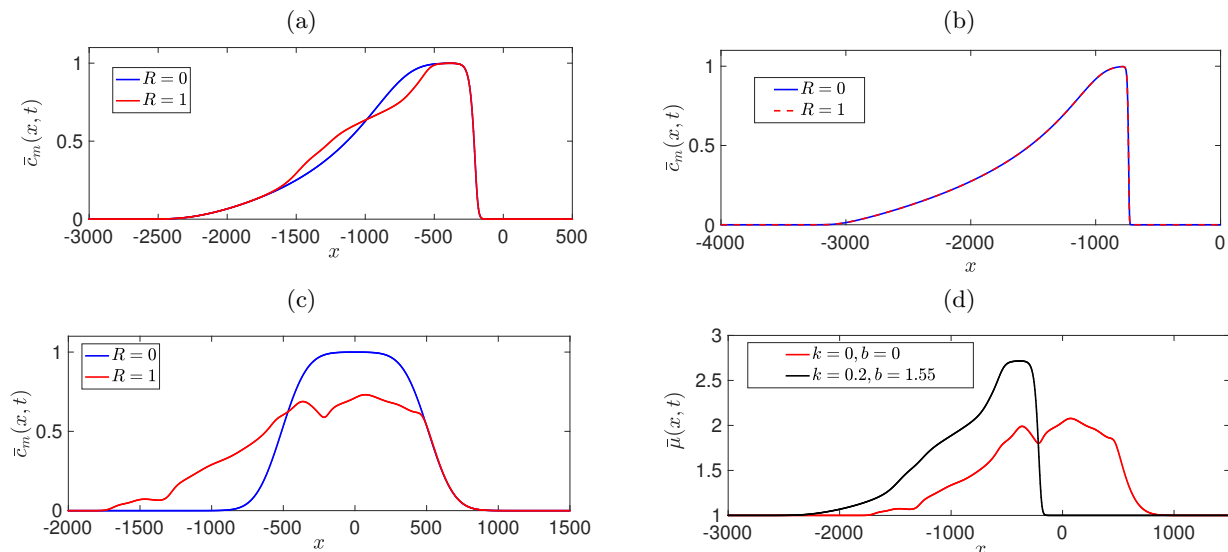 (a)
1
0.5
0
c̄_m(x, t)
R = 0
R = 1
-3000 -2500 -2000 -1500 -1000 -500 0 500
x
(b)
1
0.5
0
c̄_m(x, t)
R = 0
R = 1
-4000 -3000 -2000 -1000 0
x
(c)
1
0.5
0
c̄_m(x, t)
R = 0
R = 1
-2000 -1500 -1000 -500 0 500 1000 1500
x
(d)
3
2.5
2
1.5
1
μ̄(x, t)
k = 0, b = 0
k = 0.2, b = 1.55
-3000 -2000 -1000 0 1000
x